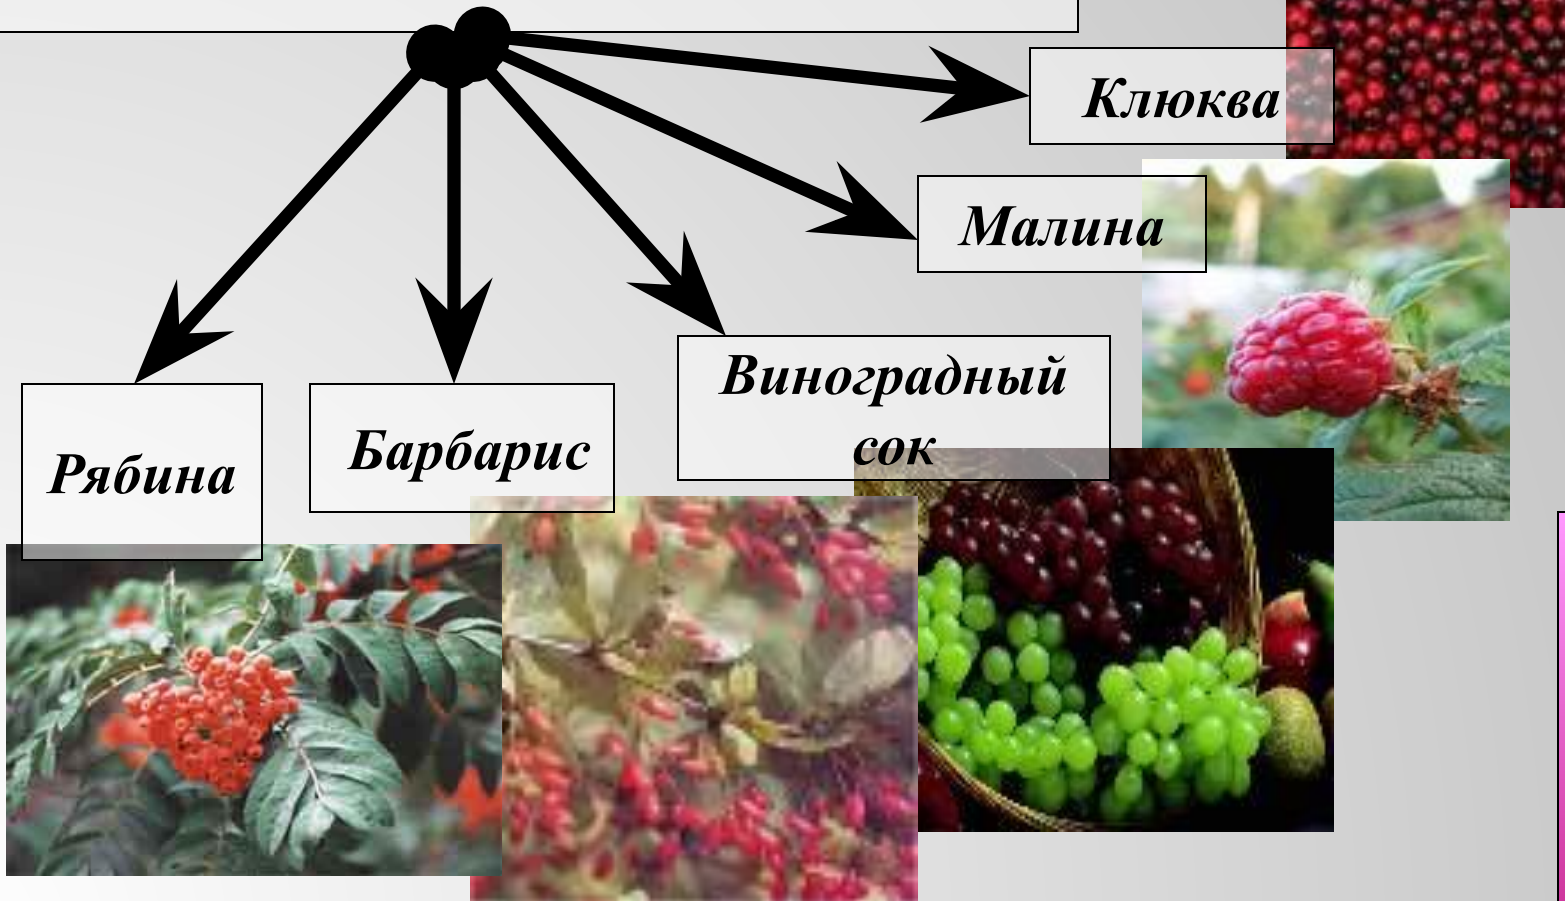 Клюква
Малина
Виноградный
сок
Барбарис
Рябина